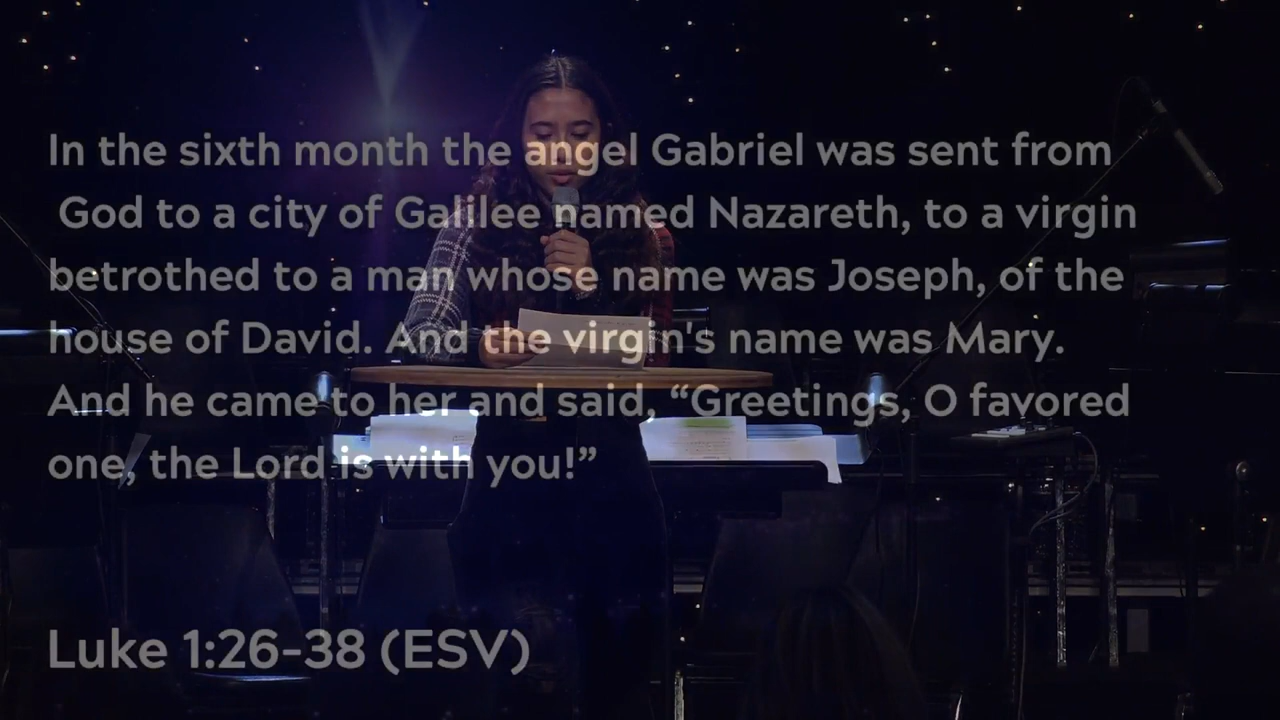 In the sixth month the angel Gabriel was sent from
God to a city of Galilee named Nazareth, to a virgin
betrothed to a man whose name was Joseph, of the
house of David. And the virgin's name was Mary.
And he came to her and said, “Greetings, O favored
one, the Lord is with you!”
Luke 1:26-38 (ESV)